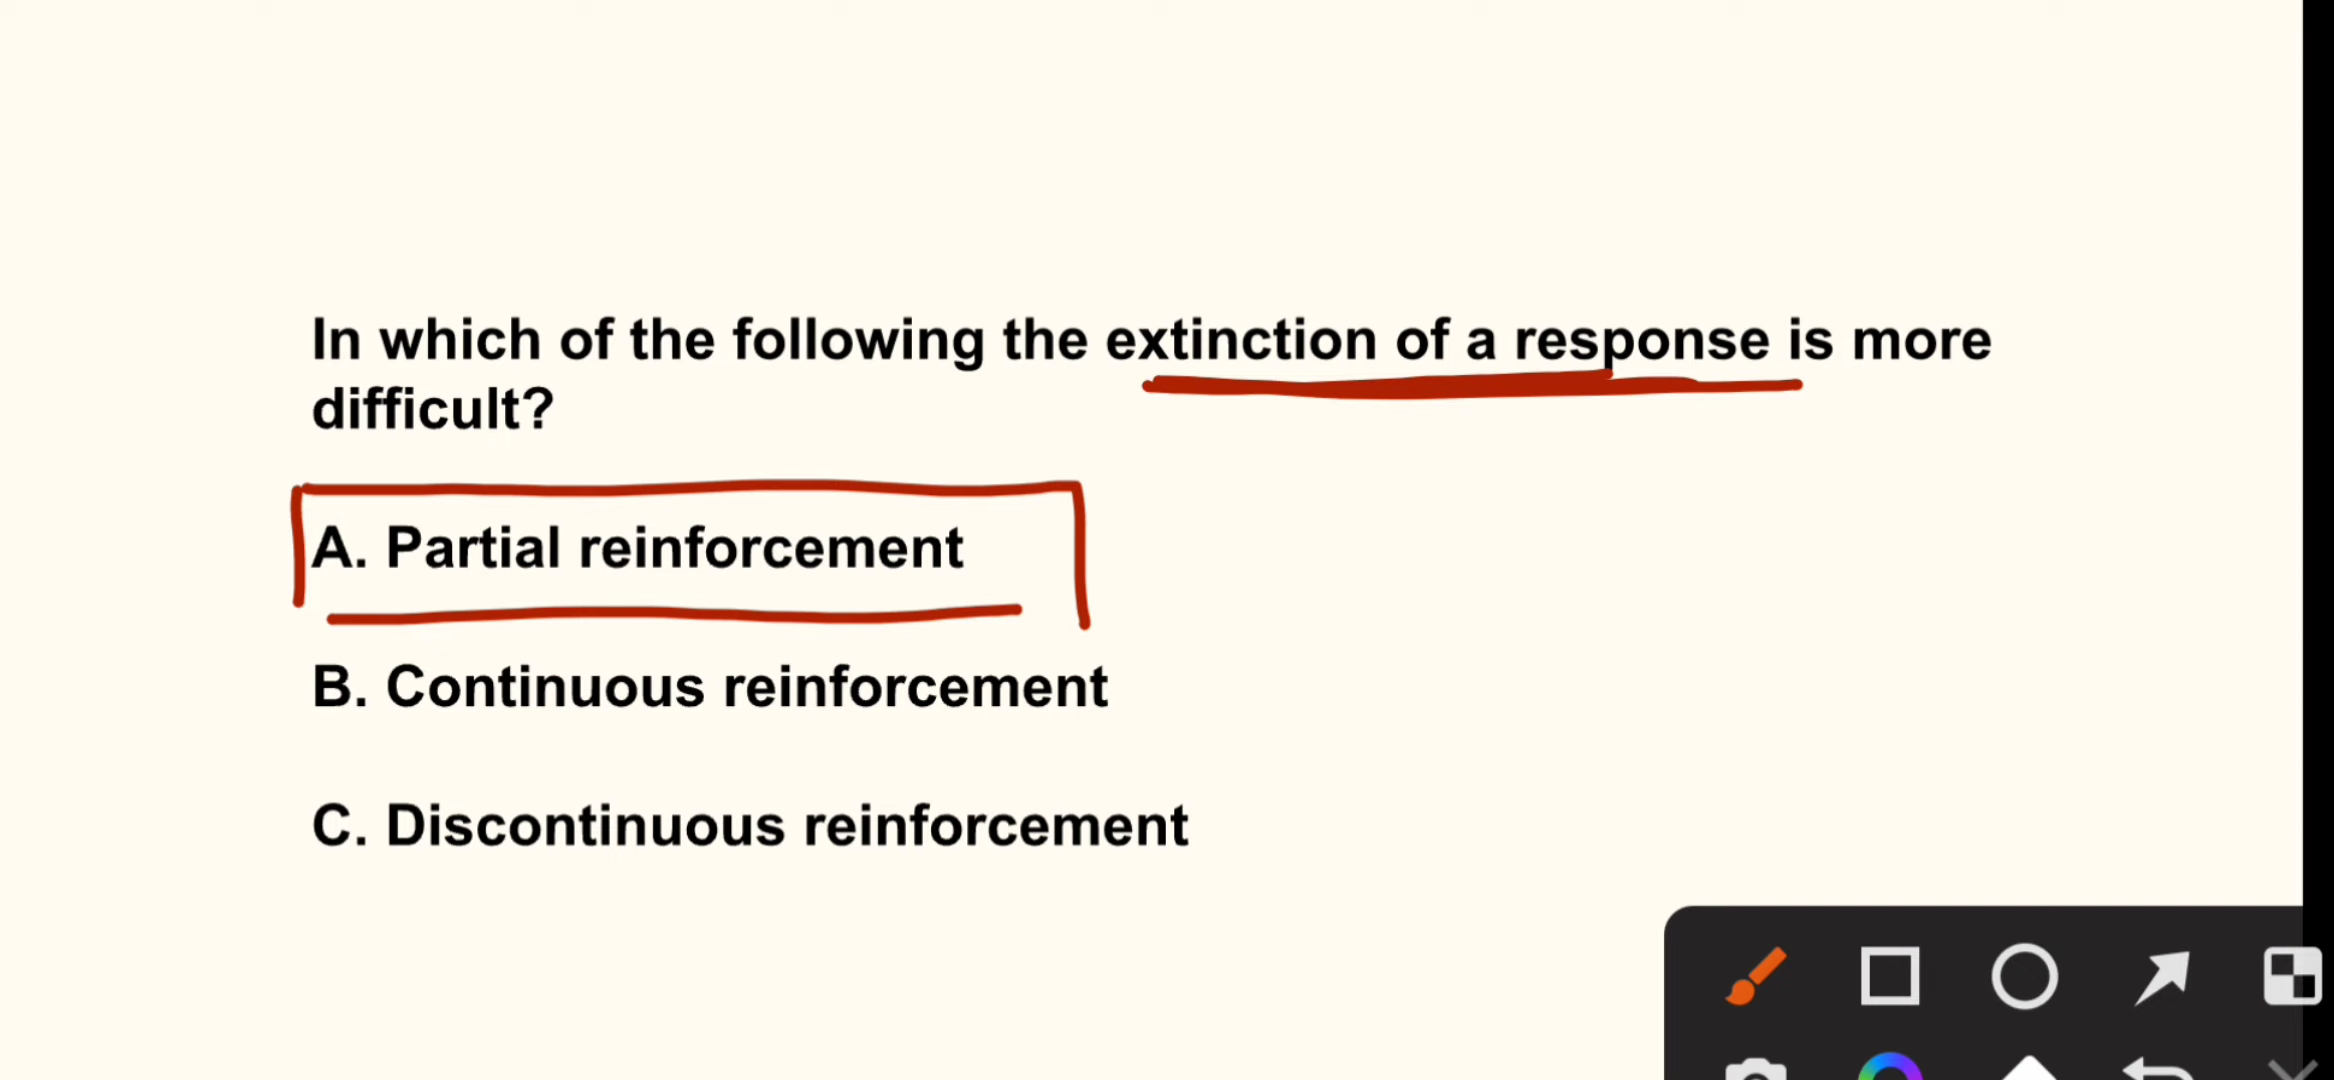 In which of the following the extinction of a response is more
difficult?
A. Partial reinforcement
B. Continuous reinforcement
C. Discontinuous reinforcement